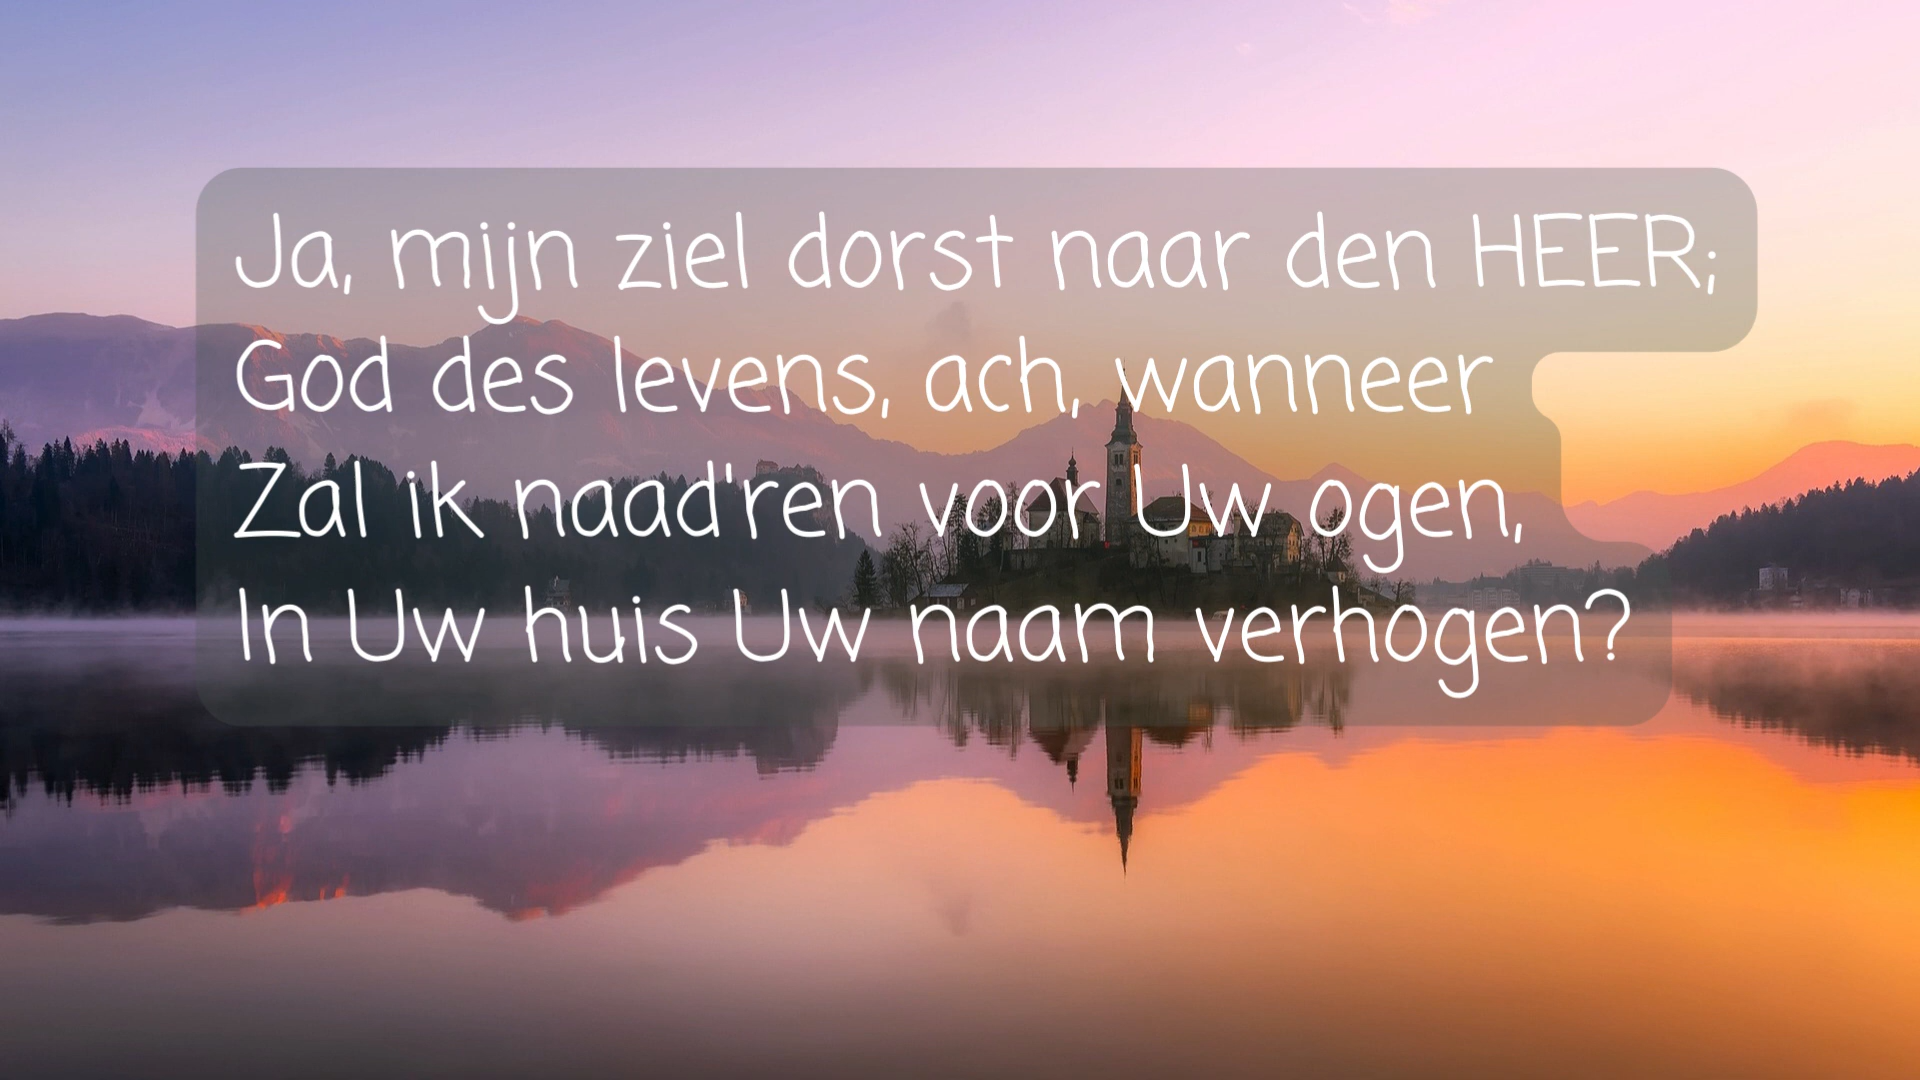 Ja, mijn ziel dorst naar den HEER;
God des levens, ach, wanneer
Zal ik naad'ren voor Uw ogen,
In Uw huis Uw naam verhogen?